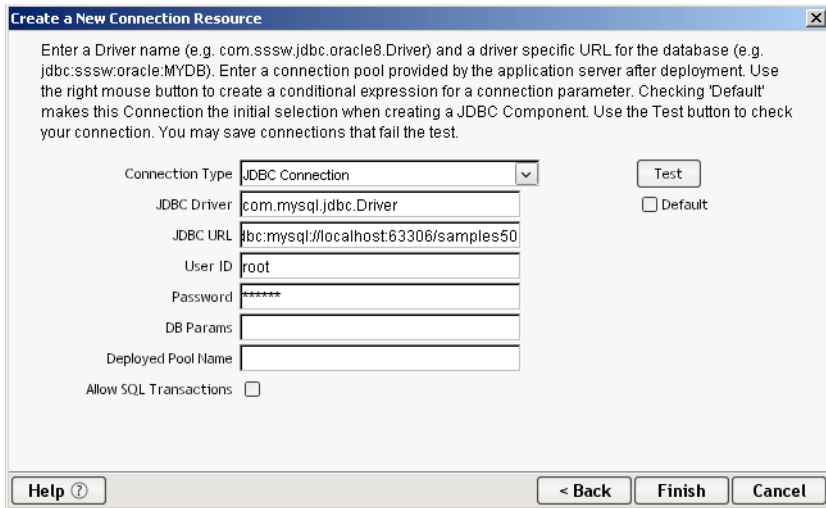 Create a New Connection Resource
Enter a Driver name (e.g. com.sssw.jdbc.oracle8.Driver) and a driver specific URL for the database (e.g.
jdbc:sssw:oracle:MYDB). Enter a connection pool provided by the application server after deployment. Use
the right mouse button to create a conditional expression for a connection parameter. Checking 'Default'
makes this Connection the initial selection when creating a JDBC Component. Use the Test button to check
your connection. You may save connections that fail the test.
Connection Type JDBC Connection Test
JDBC Driver com.mysql.jdbc.Driver Default
JDBC URL dbc:mysql://localhost:63306/samples50
User ID root
Password ******
DB Params
Deployed Pool Name
Allow SQL Transactions
Help ? < Back Finish Cancel